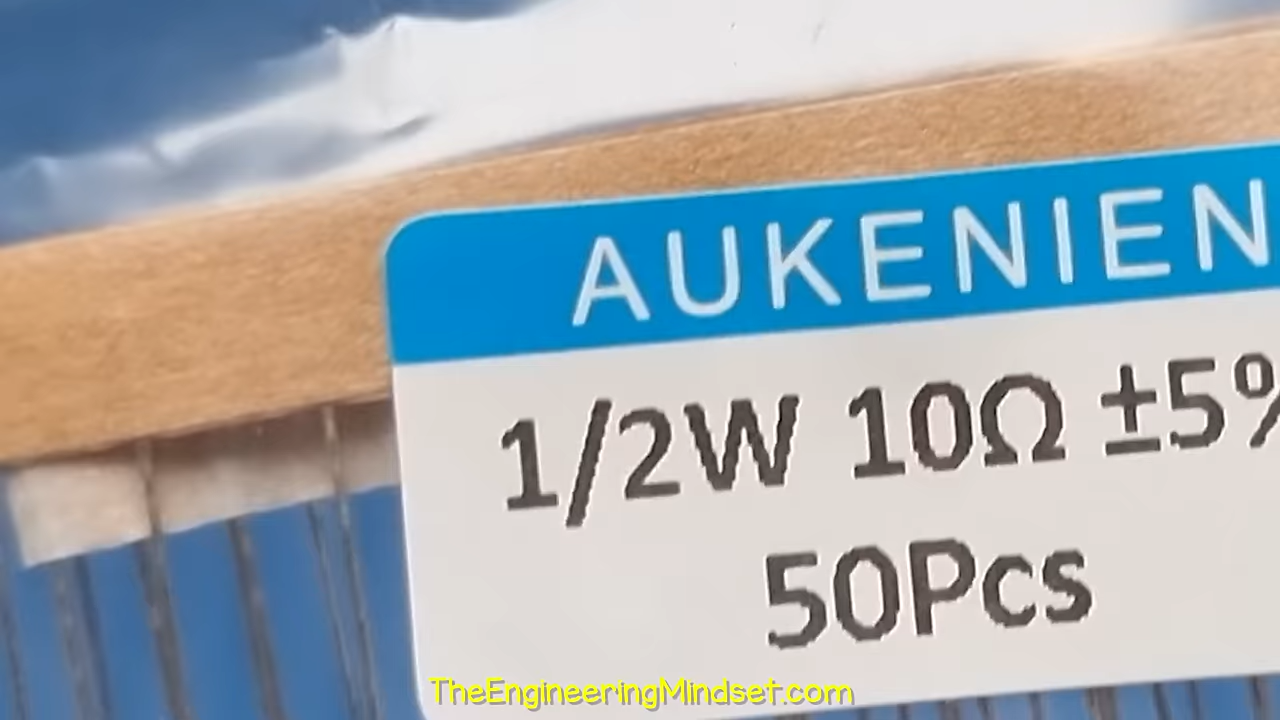 AUKENIEN
1/2W 10Ω ±5%
50Pcs
TheEngineeringMindset.com